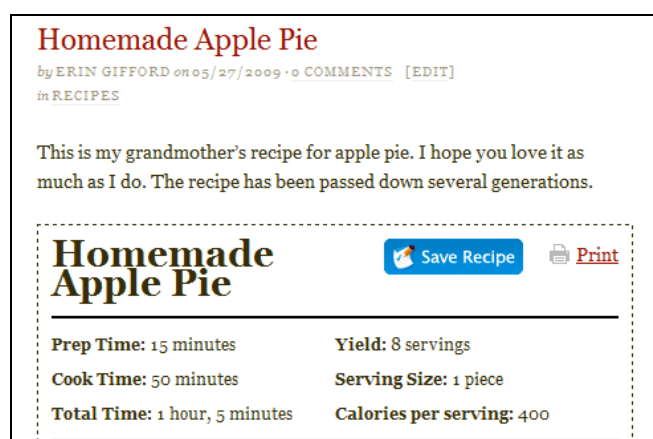 Homemade Apple Pie
by ERIN GIFFORD on 05/27/2009 · 0 COMMENTS [EDIT]
in RECIPES
This is my grandmother's recipe for apple pie. I hope you love it as
much as I do. The recipe has been passed down several generations.
Homemade
Apple Pie
Save Recipe
Print
Prep Time: 15 minutes
Yield: 8 servings
Cook Time: 50 minutes
Serving Size: 1 piece
Total Time: 1 hour, 5 minutes
Calories per serving: 400